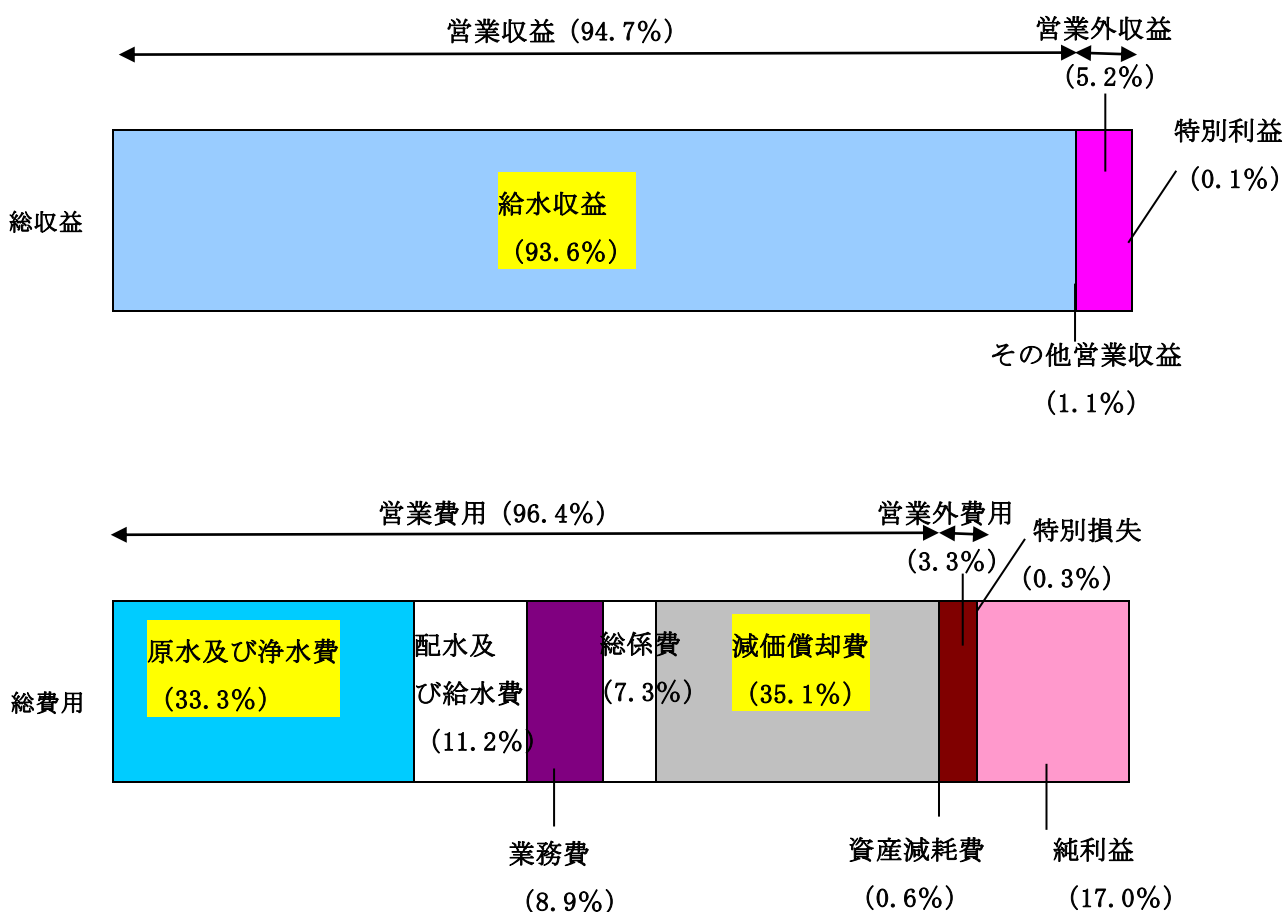 営業収益（94.7％）
営業外収益
（5.2％）
特別利益
（0.1％）
総収益
給水収益
（93.6％）
その他営業収益
（1.1％）
営業費用（96.4％）
営業外費用
（3.3％）
特別損失
（0.3％）
総費用
原水及び浄水費
（33.3％）
配水及
び給水費
（11.2％）
総係費
（7.3％）
減価償却費
（35.1％）
業務費
（8.9％）
資産減耗費
（0.6％）
純利益
（17.0％）